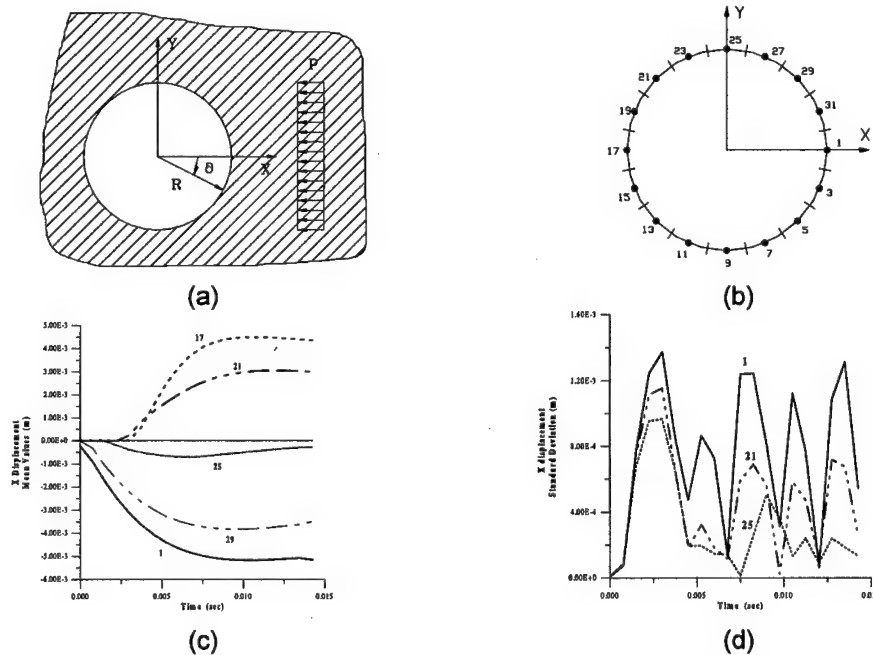 Y
P
R
θ
X
(a)
Y
25
23
27
21
29
19
31
17
1
X
15
3
13
5
11
7
9
(b)
5.00E-3
4.00E-3
3.00E-3
2.00E-3
1.00E-3
0.00E+0
-1.00E-3
-2.00E-3
-3.00E-3
-4.00E-3
-5.00E-3
-6.00E-3
X Displacement
Mean Values (m)
17
21
25
29
1
0.000
0.005
0.010
0.015
Time (sec)
(c)
1.60E-3
1.20E-3
8.00E-4
4.00E-4
0.00E+0
X displacement
Standard Deviation (m)
1
21
25
0.000
0.005
0.010
Time (sec)
(d)